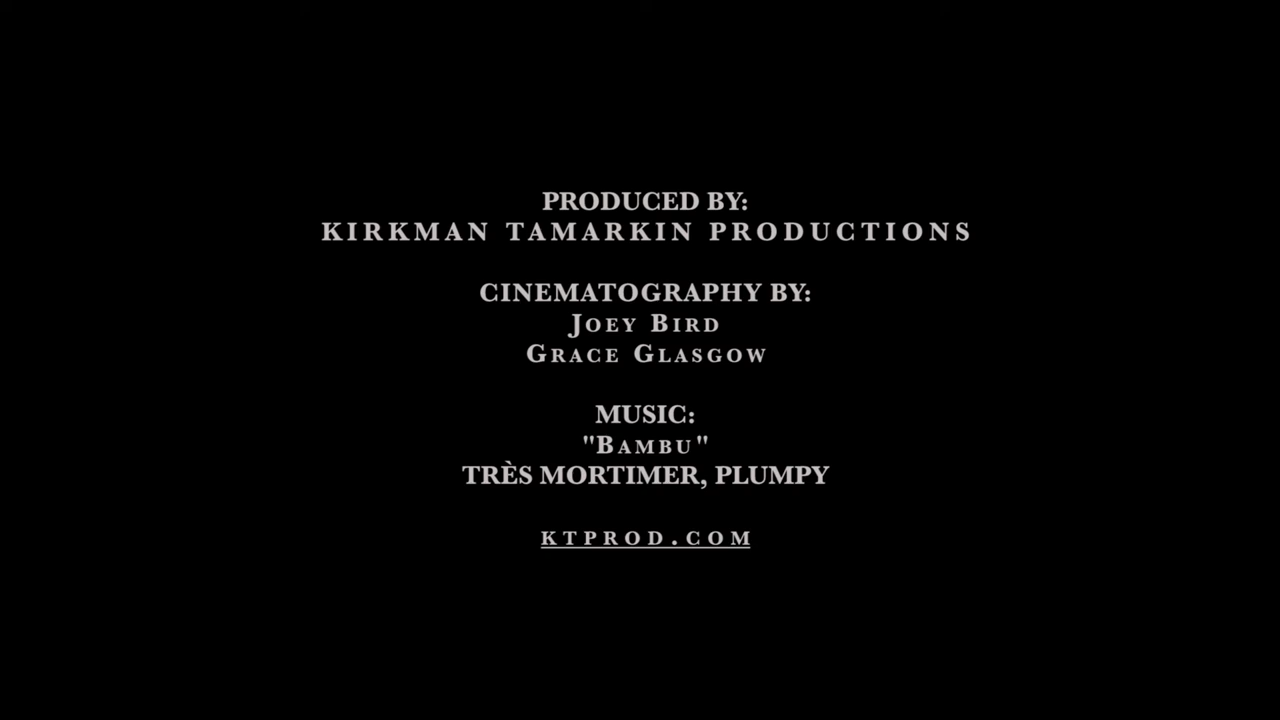 PRODUCED BY:
KIRKMAN TAMARKIN PRODUCTIONS
CINEMATOGRAPHY BY:
JOEY BIRD
GRACE GLASGOW
MUSIC:
"BAMBU"
TRÈS MORTIMER, PLUMPY
KTPROD.COM